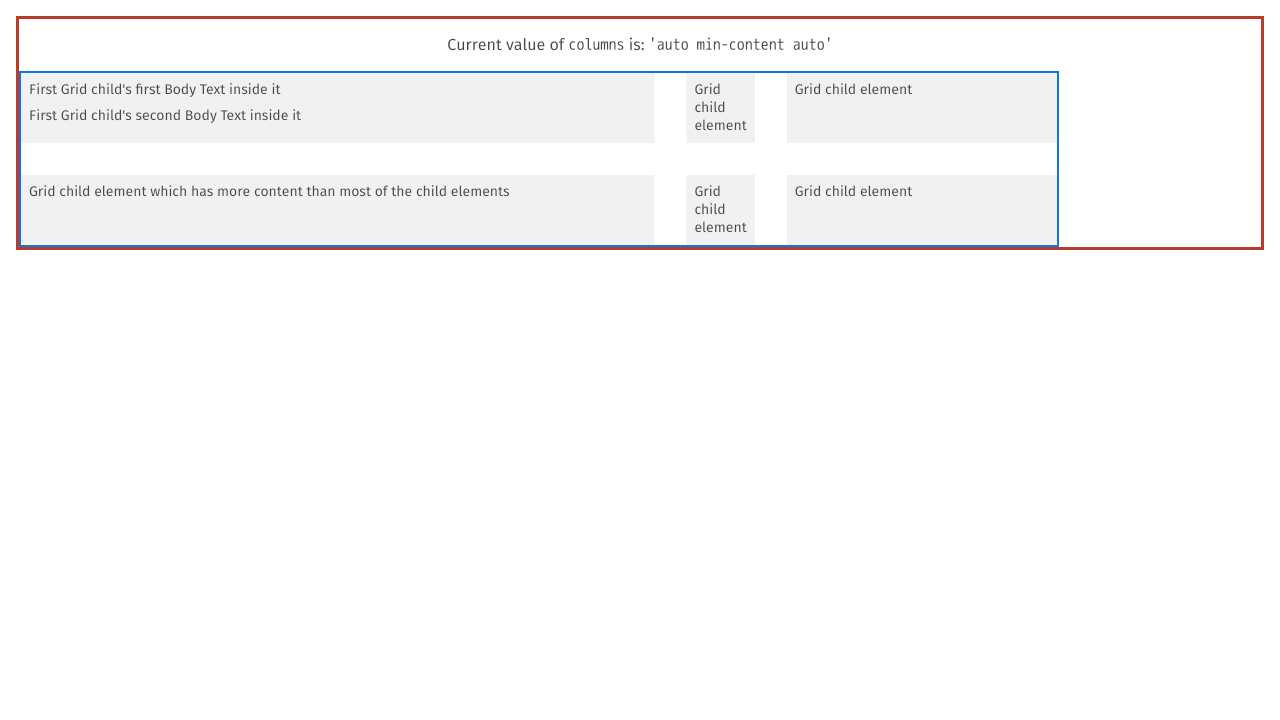 Current value of columns is: 'auto min-content auto'
First Grid child's first Body Text inside it
First Grid child's second Body Text inside it
Grid
child
element
Grid child element
Grid child element which has more content than most of the child elements
Grid
child
element
Grid child element